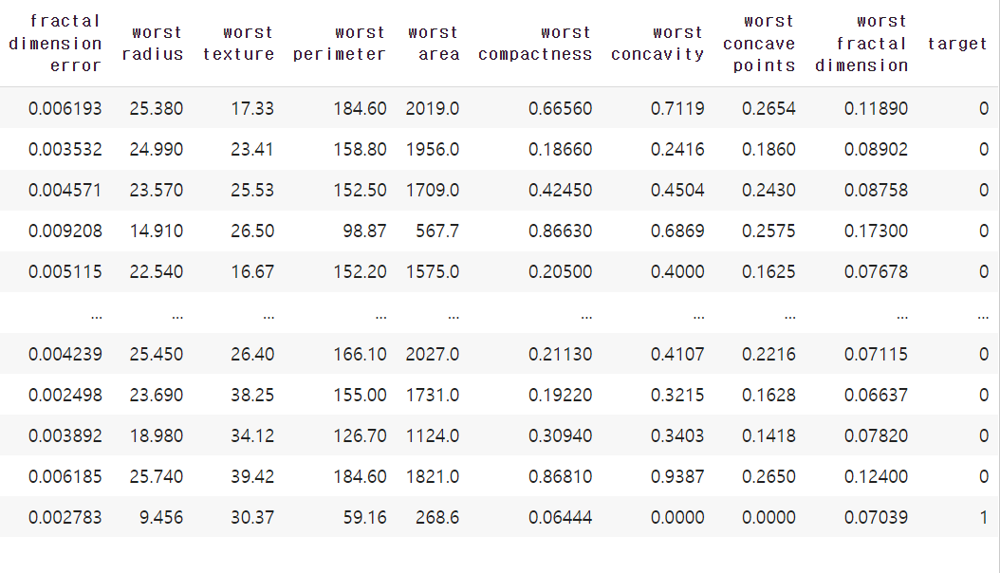 fractal dimension error worst radius worst texture worst perimeter worst area worst compactness worst concavity worst concave points worst fractal dimension target
0.006193 25.380 17.33 184.60 2019.0 0.66560 0.7119 0.2654 0.11890 0
0.003532 24.990 23.41 158.80 1956.0 0.18660 0.2416 0.1860 0.08902 0
0.004571 23.570 25.53 152.50 1709.0 0.42450 0.4504 0.2430 0.08758 0
0.009208 14.910 26.50 98.87 567.7 0.86630 0.6869 0.2575 0.17300 0
0.005115 22.540 16.67 152.20 1575.0 0.20500 0.4000 0.1625 0.07678 0
... ... ... ... ... ... ... ... ... ...
0.004239 25.450 26.40 166.10 2027.0 0.21130 0.4107 0.2216 0.07115 0
0.002498 23.690 38.25 155.00 1731.0 0.19220 0.3215 0.1628 0.06637 0
0.003892 18.980 34.12 126.70 1124.0 0.30940 0.3403 0.1418 0.07820 0
0.006185 25.740 39.42 184.60 1821.0 0.86810 0.9387 0.2650 0.12400 0
0.002783 9.456 30.37 59.16 268.6 0.06444 0.0000 0.0000 0.07039 1